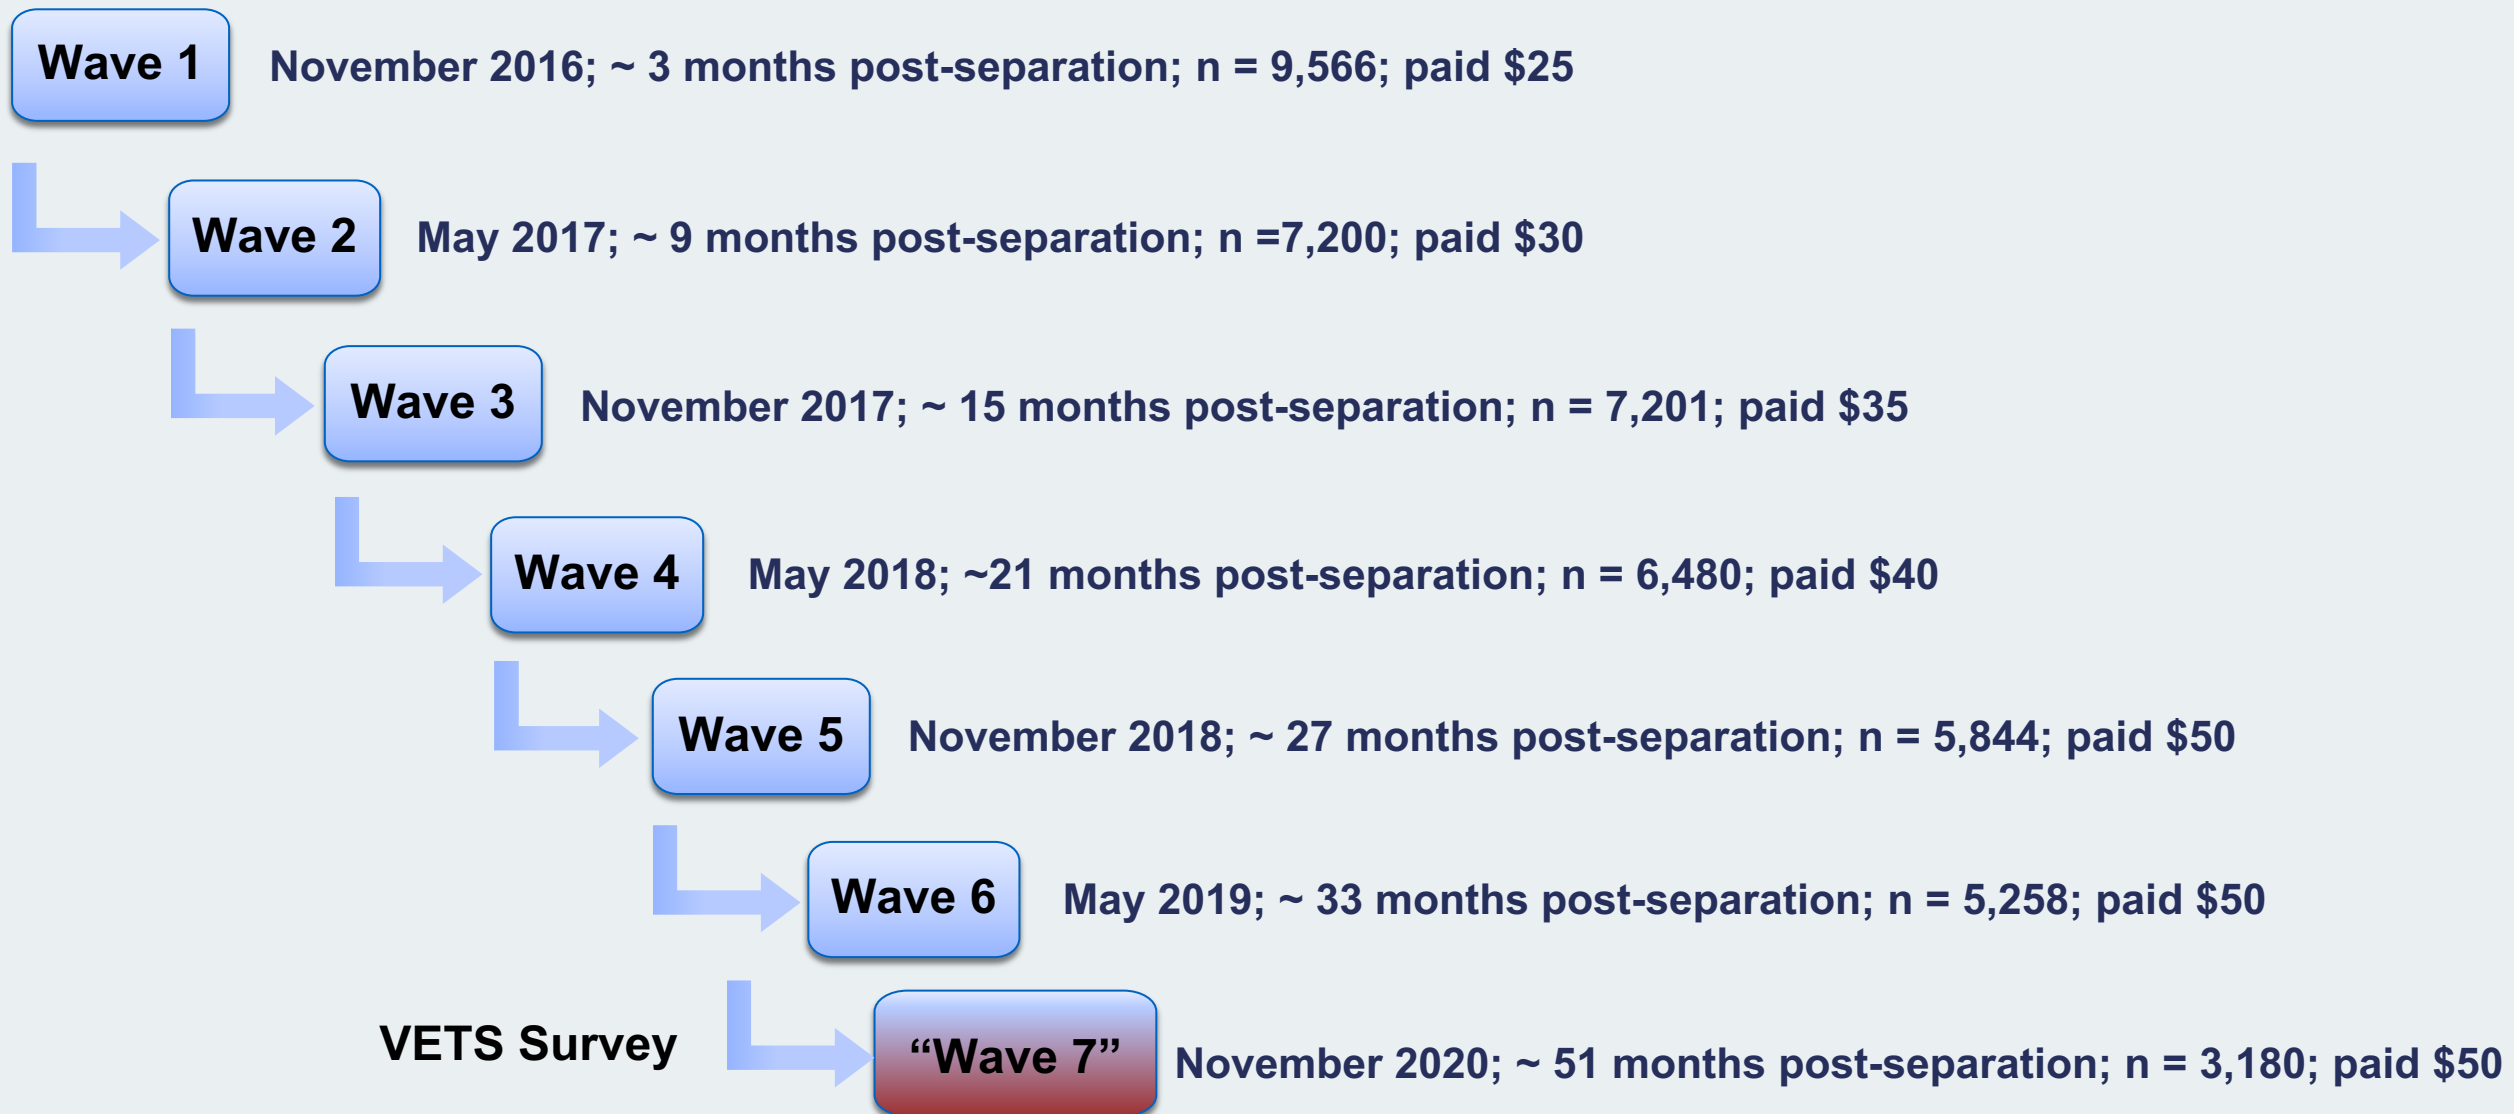 Wave 1
November 2016; ~ 3 months post-separation; n = 9,566; paid $25
Wave 2
May 2017; ~ 9 months post-separation; n =7,200; paid $30
Wave 3
November 2017; ~ 15 months post-separation; n = 7,201; paid $35
Wave 4
May 2018; ~21 months post-separation; n = 6,480; paid $40
Wave 5
November 2018; ~ 27 months post-separation; n = 5,844; paid $50
Wave 6
May 2019; ~ 33 months post-separation; n = 5,258; paid $50
VETS Survey
“Wave 7”
November 2020; ~ 51 months post-separation; n = 3,180; paid $50